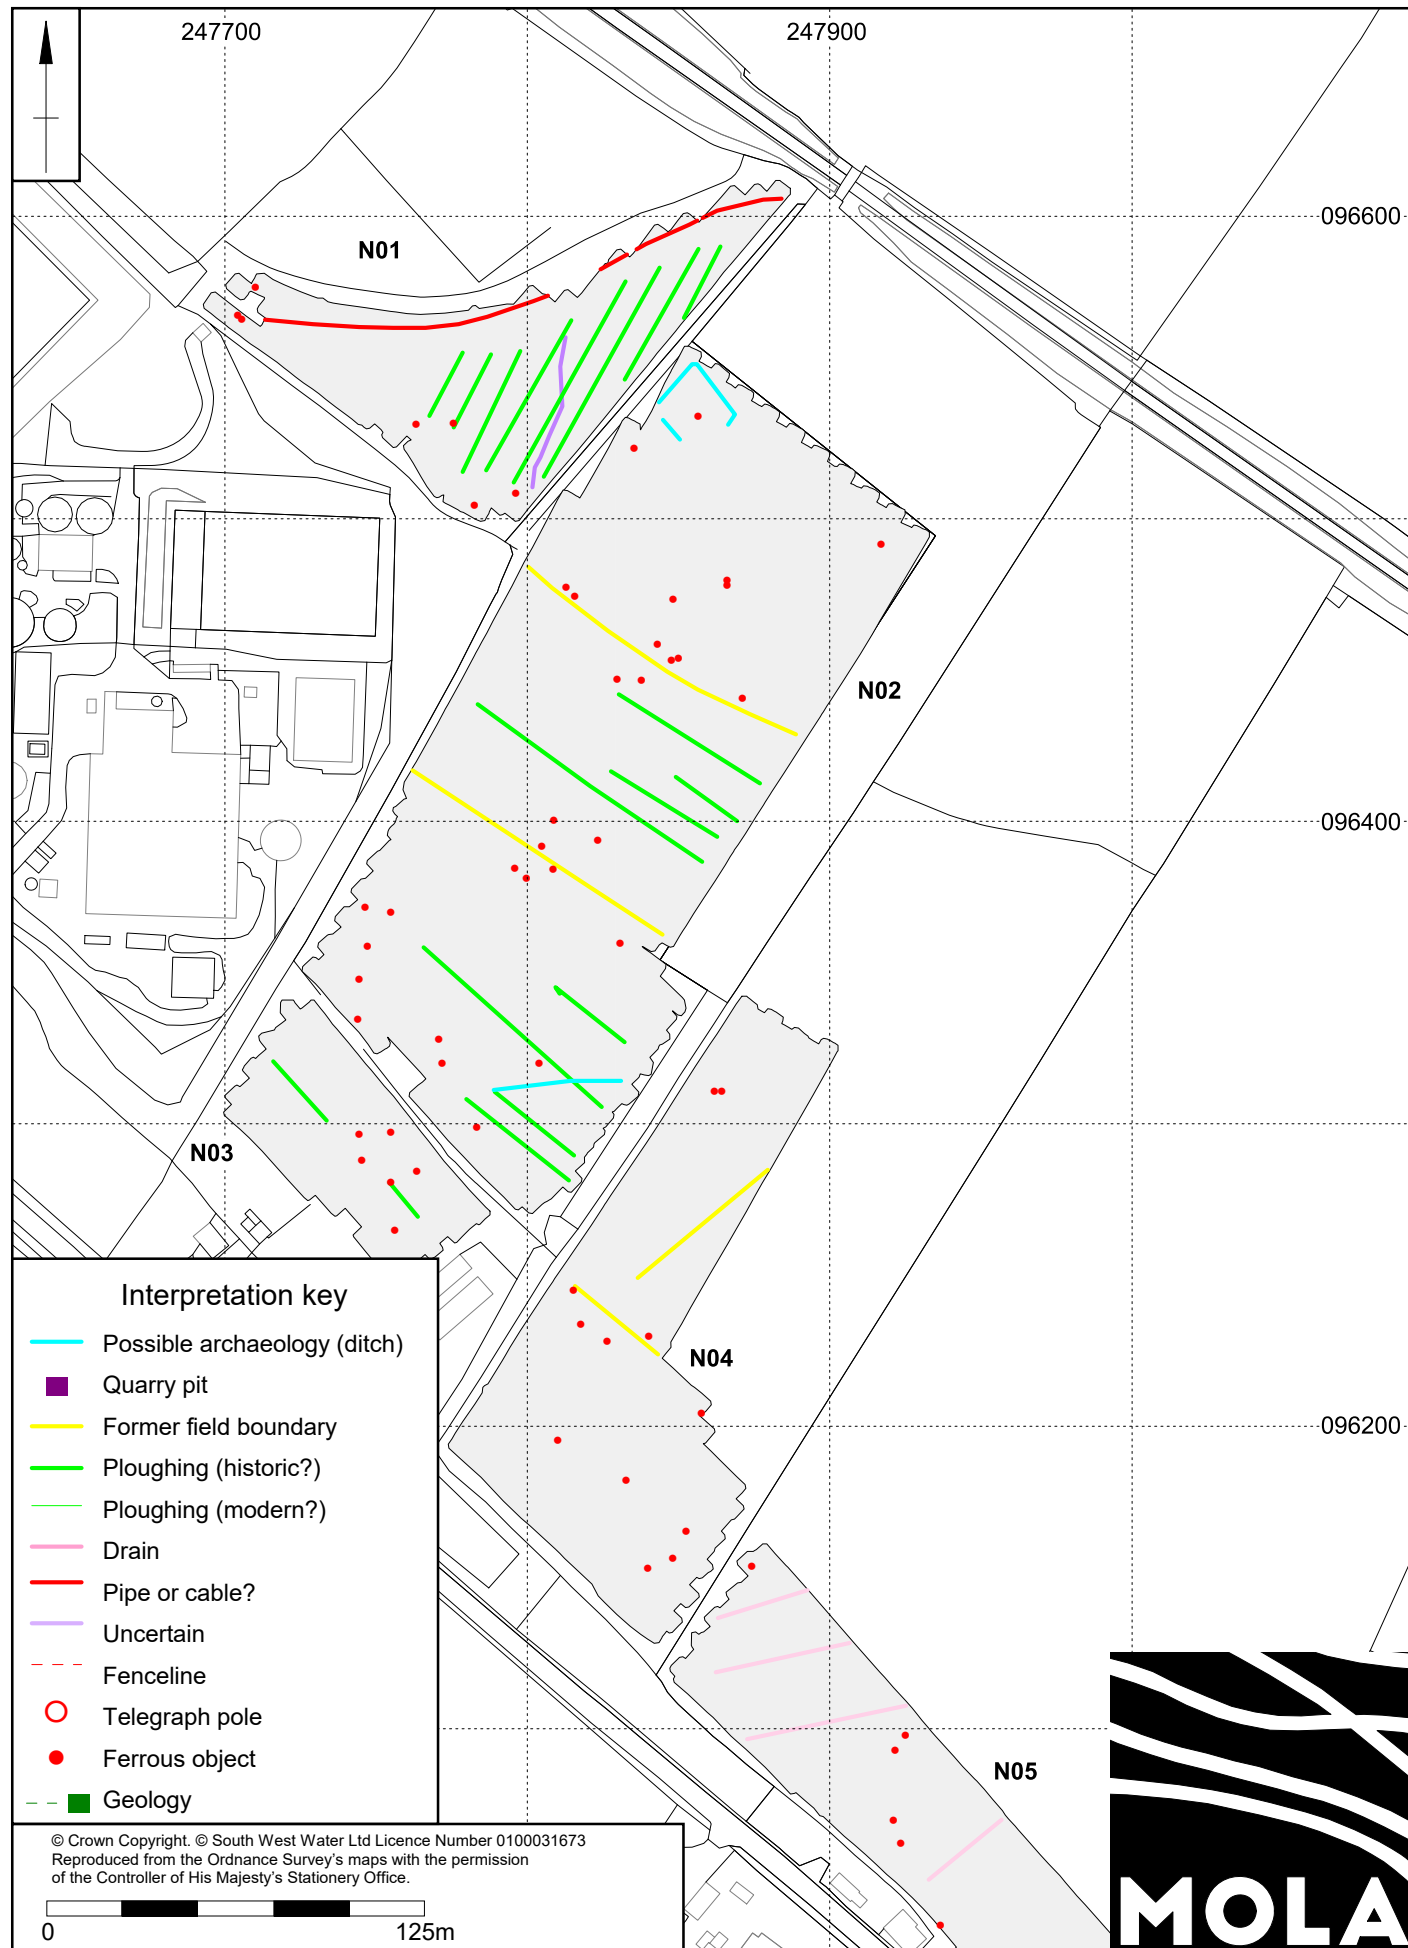 247700
247900
096600
N01
N02
096400
N03
N04
096200
N05
Interpretation key
Possible archaeology (ditch)
Quarry pit
Former field boundary
Ploughing (historic?)
Ploughing (modern?)
Drain
Pipe or cable?
Uncertain
Fenceline
Telegraph pole
Ferrous object
Geology
© Crown Copyright. © South West Water Ltd Licence Number 0100031673
Reproduced from the Ordnance Survey's maps with the permission
of the Controller of His Majesty's Stationery Office.
0 125m
MOLA